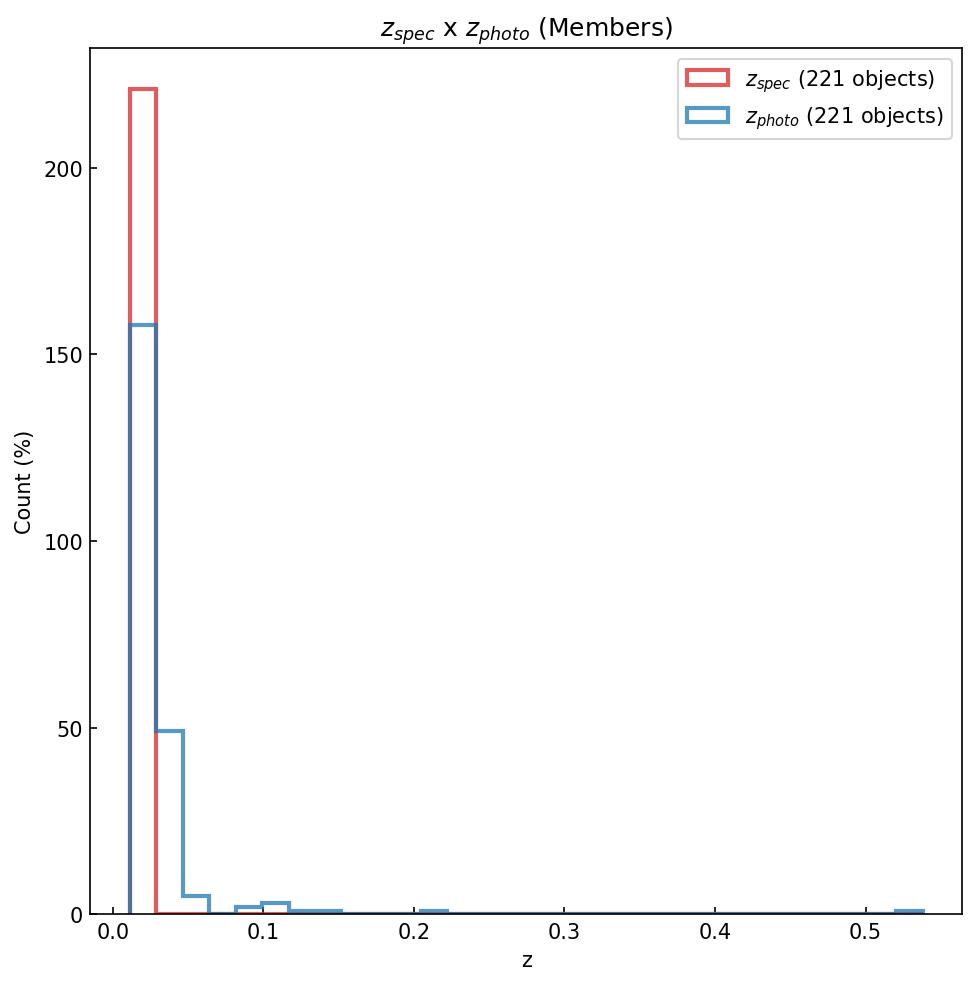 z_spec x z_photo (Members)
z_spec (221 objects)
z_photo (221 objects)
Count (%)
200
150
100
50
0
0.0 0.1 0.2 0.3 0.4 0.5
z